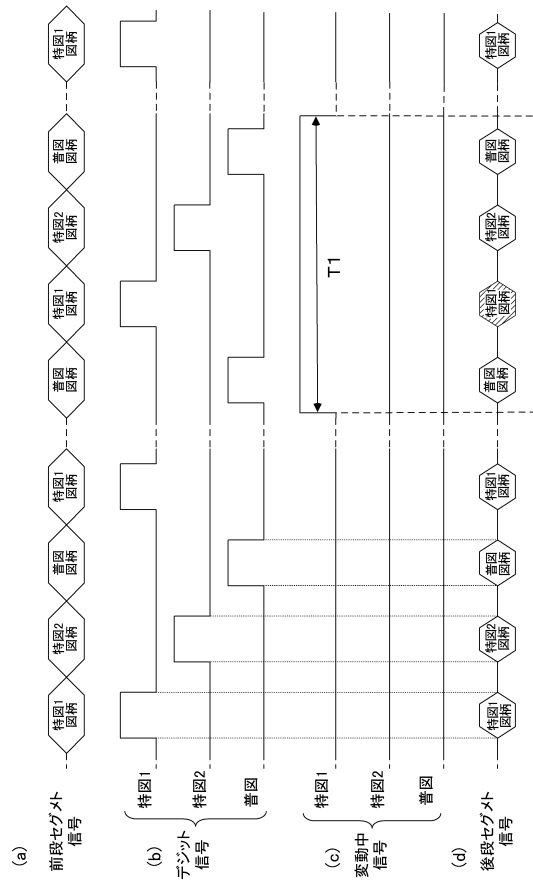 (a)
前段セグメト
信号
特図1
図柄
特図2
図柄
普図
図柄
特図1
図柄
普図
図柄
特図1
図柄
特図2
図柄
普図
図柄
特図1
図柄
(b)
デジット
信号
特図1
特図2
普図
(c)
変動中
信号
特図1
特図2
普図
T1
(d)
後段セグメト
信号
特図1
図柄
特図2
図柄
普図
図柄
特図1
図柄
普図
図柄
特図1
図柄
特図2
図柄
普図
図柄
特図1
図柄